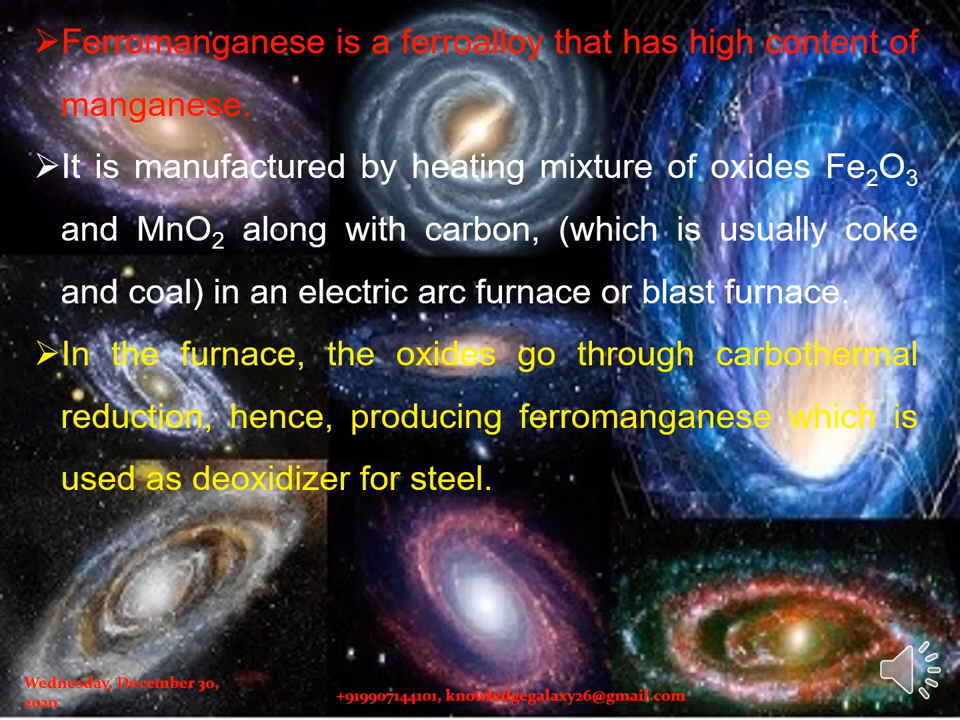 ➢Ferromanganese is a ferroalloy that has high content of
manganese.
➢It is manufactured by heating mixture of oxides Fe₂O₃
and MnO₂ along with carbon, (which is usually coke
and coal) in an electric arc furnace or blast furnace.
➢In the furnace, the oxides go through carbothermal
reduction, hence, producing ferromanganese which is
used as deoxidizer for steel.
Wednesday, December 30,
2020
+919907144101, knowledgegalaxy26@gmail.com